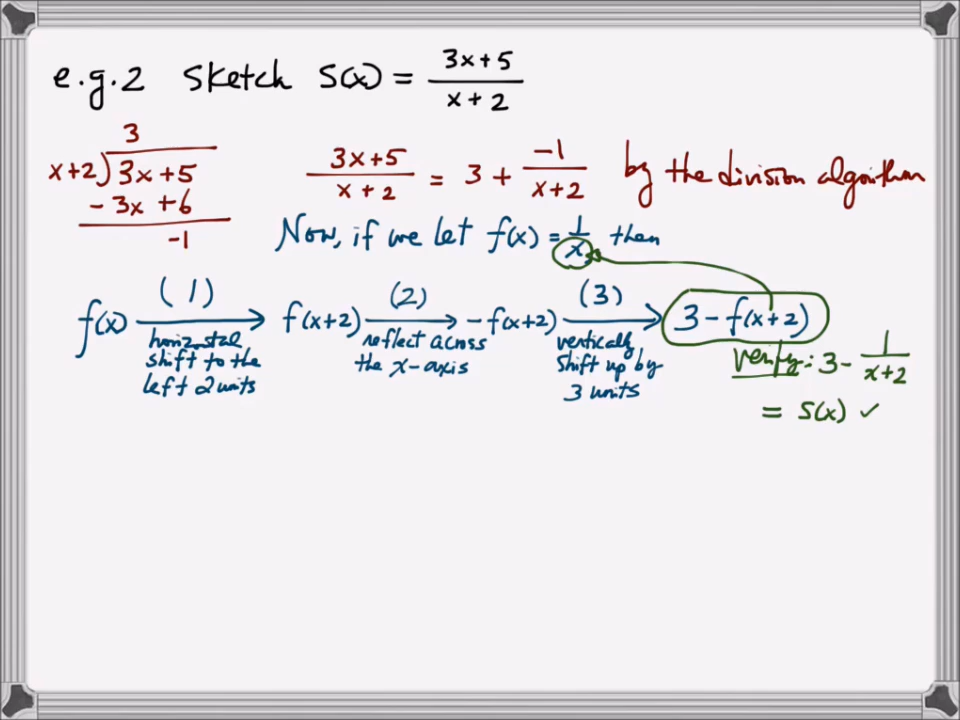 e.g.2 Sketch S(x) = (3x+5)/(x+2)
3
x+2)3x+5
-3x+6
-1
(3x+5)/(x+2) = 3 + (-1)/(x+2) by the division algorithm
Now, if we let f(x) = 1/x then
f(x) (1) → f(x+2) (2) → -f(x+2) (3) → 3-f(x+2)
horizontal shift to the left 2 units
reflect across the x-axis
vertically shift up by 3 units
verify: 3 - 1/(x+2)
= S(x) ✓